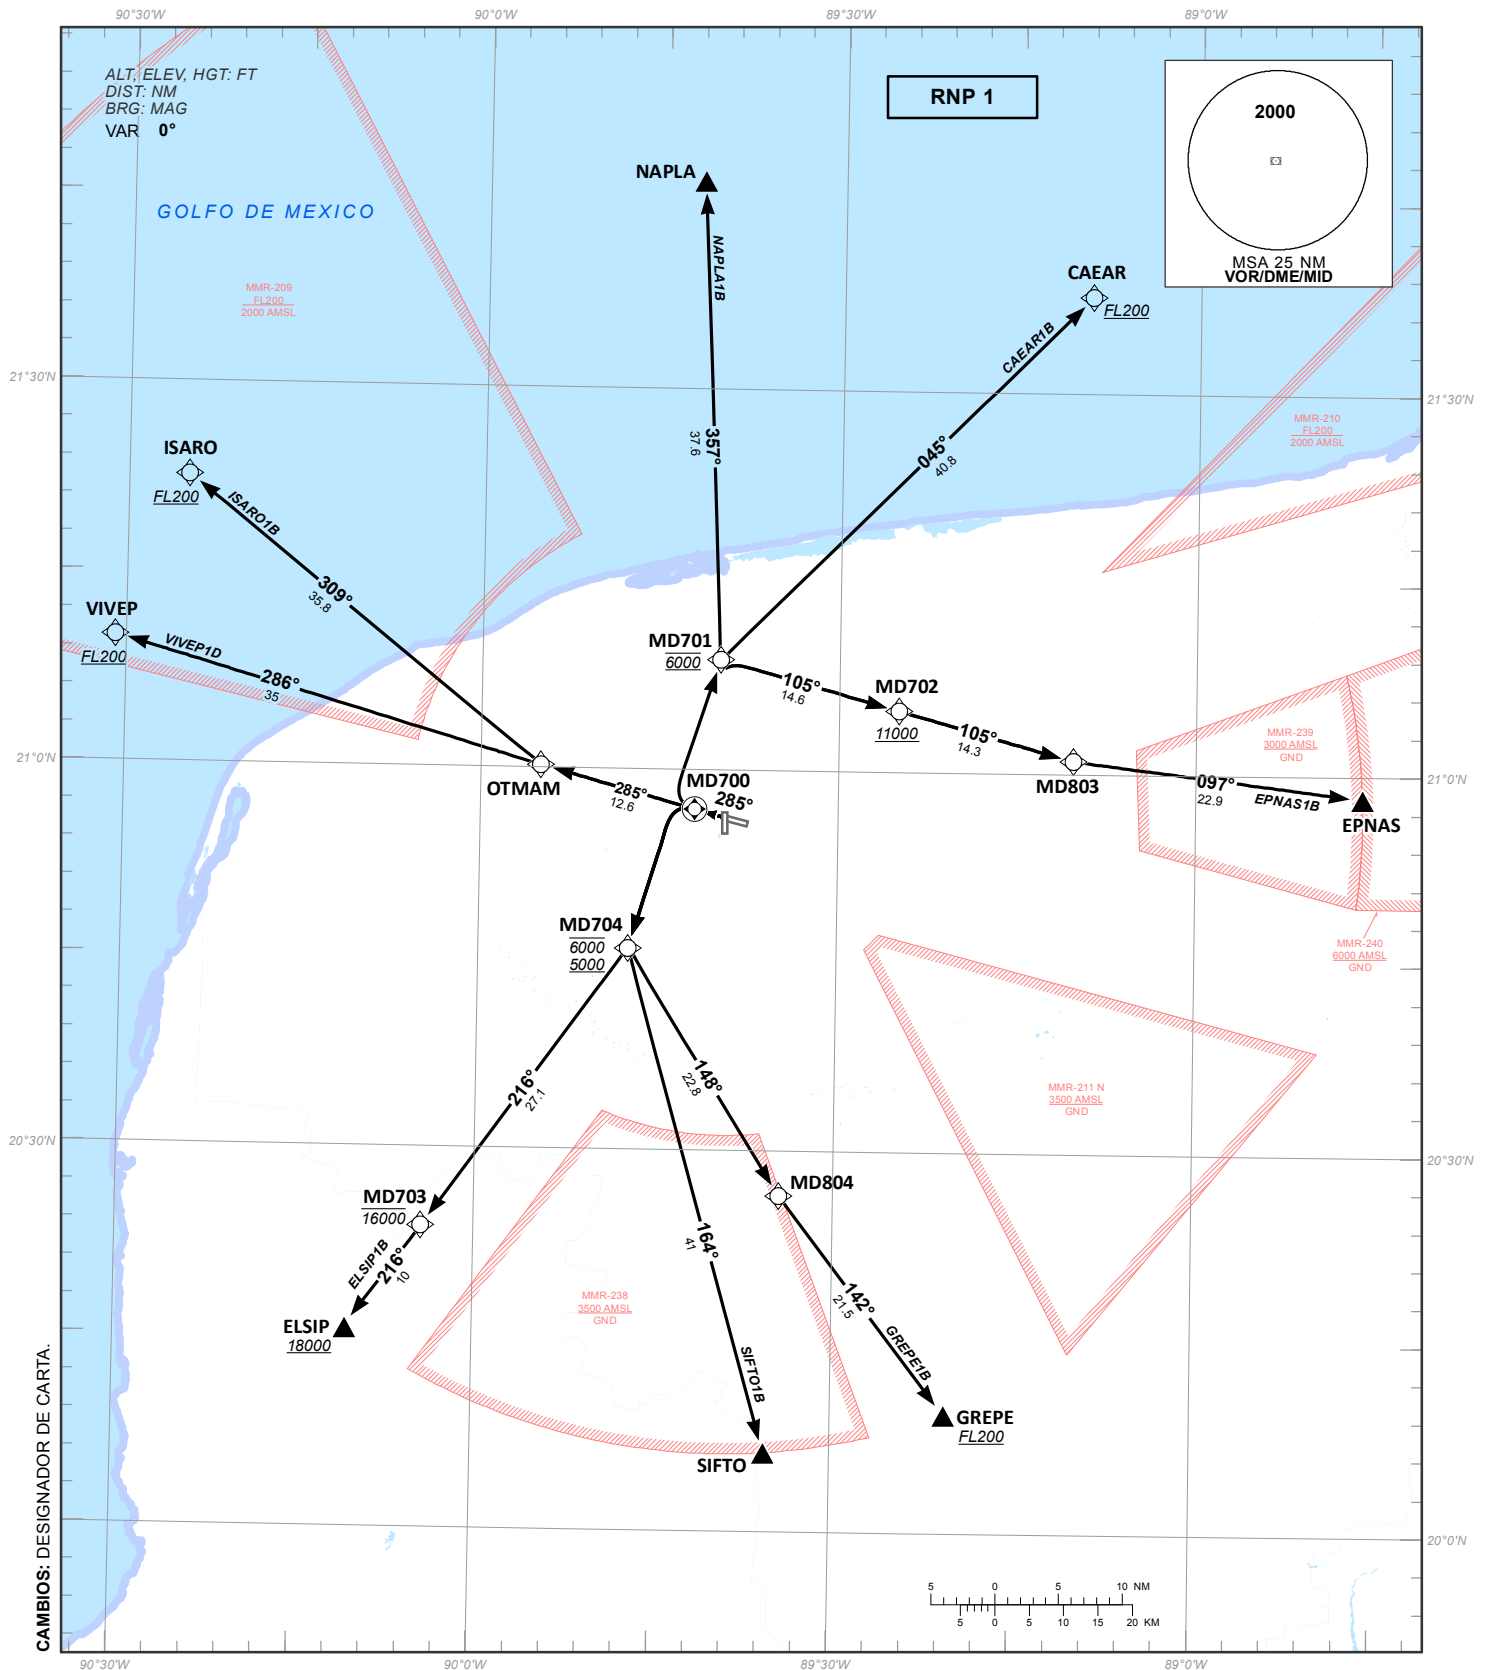 90°30'W
90°0'W
89°30'W
89°0'W
ALT, ELEV, HGT: FT
DIST: NM
BRG: MAG
VAR 0°
RNP 1
2000
MSA 25 NM
VOR/DME/MID
GOLFO DE MEXICO
NAPLA
NAPLA1B
357°
37.6
CAEAR
FL200
CAEAR1B
045°
40.8
MMR-209
FL200
2000 AMSL
21°30'N
21°30'N
MMR-210
FL200
2000 AMSL
ISARO
FL200
ISARO1B
309°
35.8
VIVEP
FL200
VIVEP1D
286°
35
MD701
6000
105°
14.6
MD702
11000
105°
14.3
MD803
097°
22.9
EPNAS1B
EPNAS
MMR-239
3000 AMSL
GND
21°0'N
21°0'N
OTMAM
285°
12.6
MD700
285°
MD704
6000
5000
MMR-240
6000 AMSL
GND
216°
27.1
148°
22.8
MMR-211 N
3500 AMSL
GND
20°30'N
20°30'N
MD703
16000
MD804
ELSIP1B
216°
10
164°
41
ELSIP
18000
MMR-238
3500 AMSL
GND
142°
21.5
GREPE1B
SIFTO1B
GREPE
FL200
SIFTO
20°0'N
CAMBIOS: DESIGNADOR DE CARTA.
5 0 5 10 NM
5 0 5 10 15 20 KM
90°30'W
90°0'W
89°30'W
89°0'W